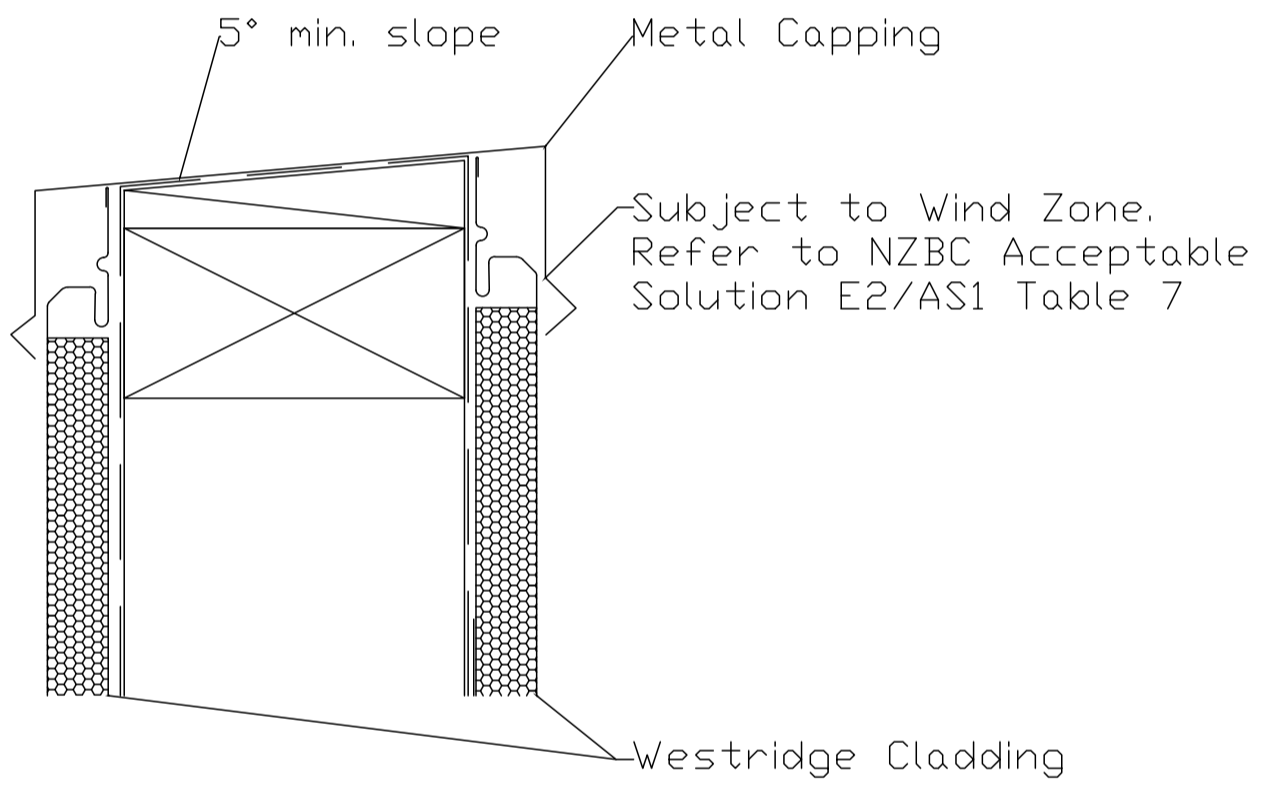 5° min. slope
Metal Capping
Subject to Wind Zone.
Refer to NZBC Acceptable
Solution E2/AS1 Table 7
Westridge Cladding